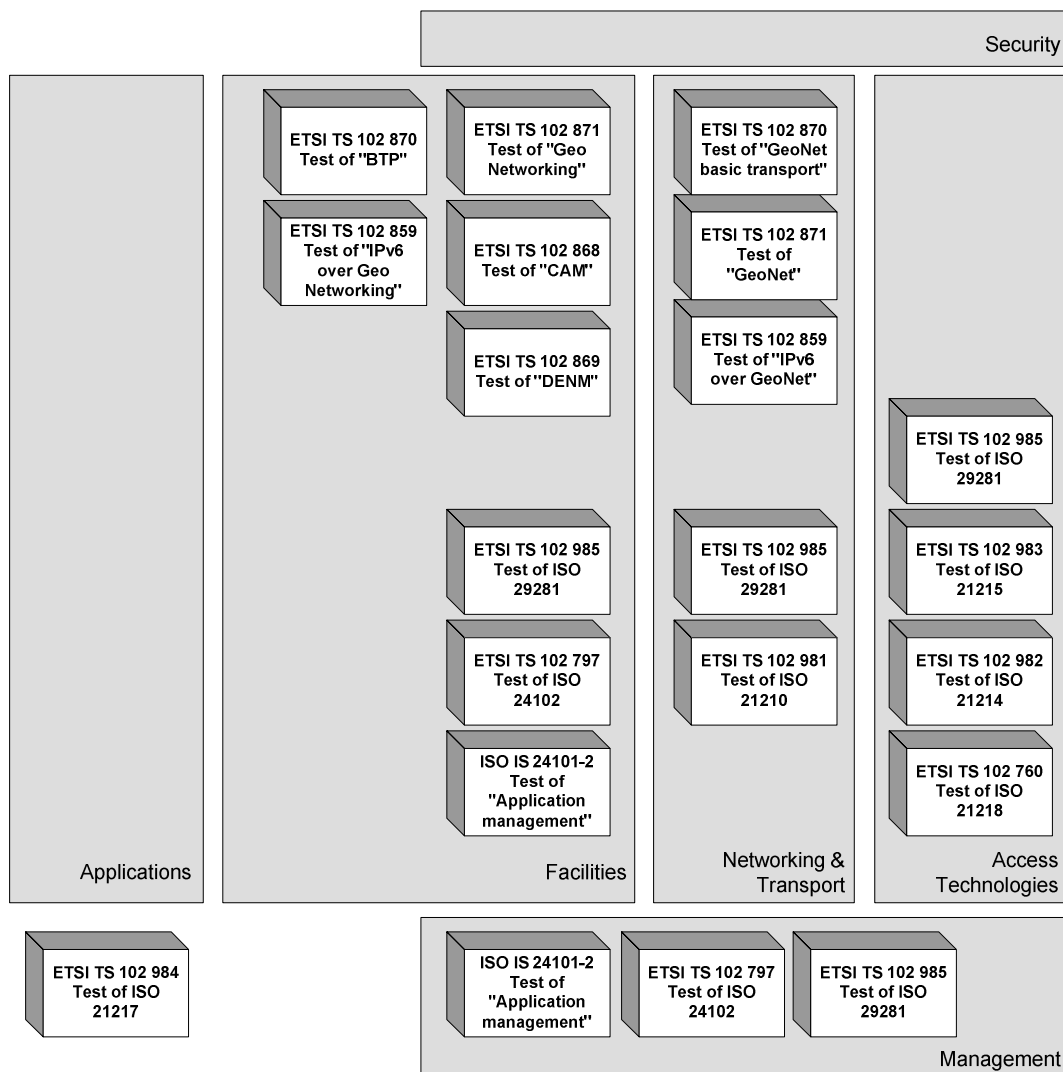 Security
ETSI TS 102 870
Test of "BTP"
ETSI TS 102 859
Test of "IPv6
over Geo
Networking"
ETSI TS 102 871
Test of "Geo
Networking"
ETSI TS 102 868
Test of "CAM"
ETSI TS 102 869
Test of "DENM"
ETSI TS 102 985
Test of ISO
29281
ETSI TS 102 797
Test of ISO
24102
ISO IS 24101-2
Test of
"Application
management"
ETSI TS 102 870
Test of "GeoNet
basic transport"
ETSI TS 102 871
Test of
"GeoNet"
ETSI TS 102 859
Test of "IPv6
over GeoNet"
ETSI TS 102 985
Test of ISO
29281
ETSI TS 102 981
Test of ISO
21210
ETSI TS 102 985
Test of ISO
29281
ETSI TS 102 983
Test of ISO
21215
ETSI TS 102 982
Test of ISO
21214
ETSI TS 102 760
Test of ISO
21218
Applications
Facilities
Networking &
Transport
Access
Technologies
ETSI TS 102 984
Test of ISO
21217
ISO IS 24101-2
Test of
"Application
management"
ETSI TS 102 797
Test of ISO
24102
ETSI TS 102 985
Test of ISO
29281
Management